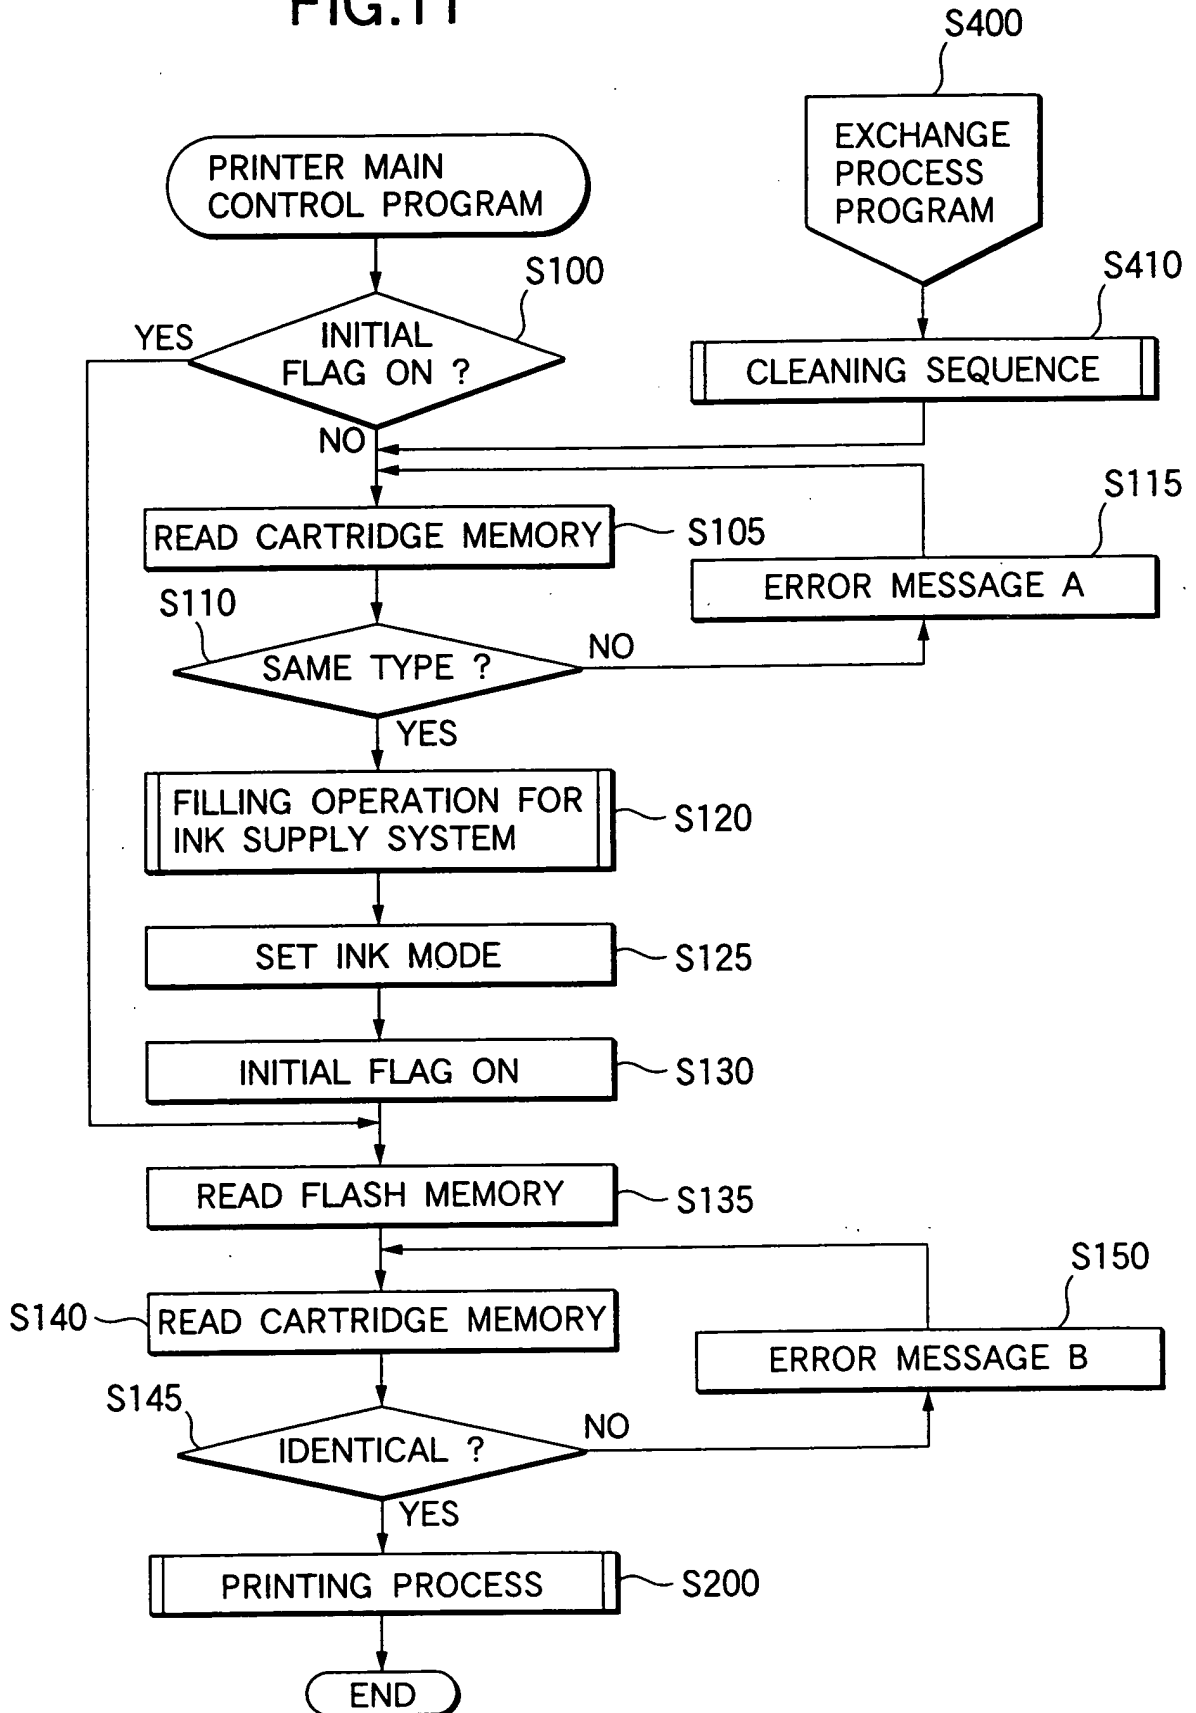 FIG.11
S400
EXCHANGE
PROCESS
PROGRAM
PRINTER MAIN
CONTROL PROGRAM
S100
S410
YES
INITIAL
FLAG ON ?
CLEANING SEQUENCE
NO
S115
READ CARTRIDGE MEMORY
S105
ERROR MESSAGE A
S110
SAME TYPE ?
NO
YES
FILLING OPERATION FOR
INK SUPPLY SYSTEM
S120
SET INK MODE
S125
INITIAL FLAG ON
S130
READ FLASH MEMORY
S135
S150
S140
READ CARTRIDGE MEMORY
ERROR MESSAGE B
S145
IDENTICAL ?
NO
YES
PRINTING PROCESS
S200
END